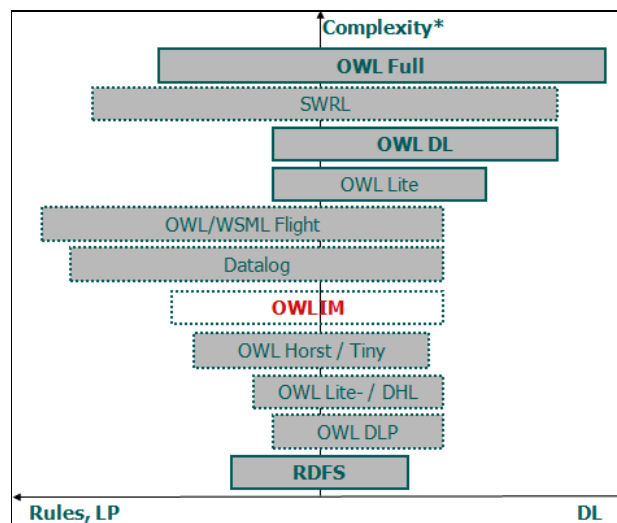 Complexity*
OWL Full
SWRL
OWL DL
OWL Lite
OWL/WSML Flight
Datalog
OWLIM
OWL Horst / Tiny
OWL Lite- / DHL
OWL DLP
RDFS
Rules, LP
DL